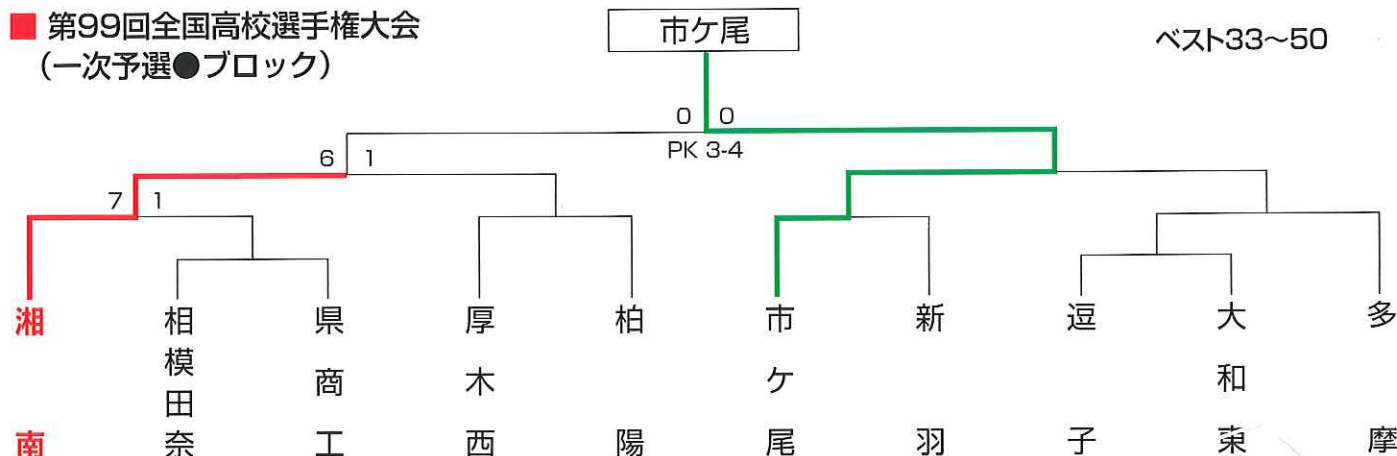 ■ 第99回全国高校選手権大会
（一次予選●ブロック）
市ケ尾
ベスト33〜50
0 0
PK 3-4
6 1
7 1
湘南
相模田奈
県商工
厚木西
柏陽
市ケ尾
新羽
逗子
大和東
多摩